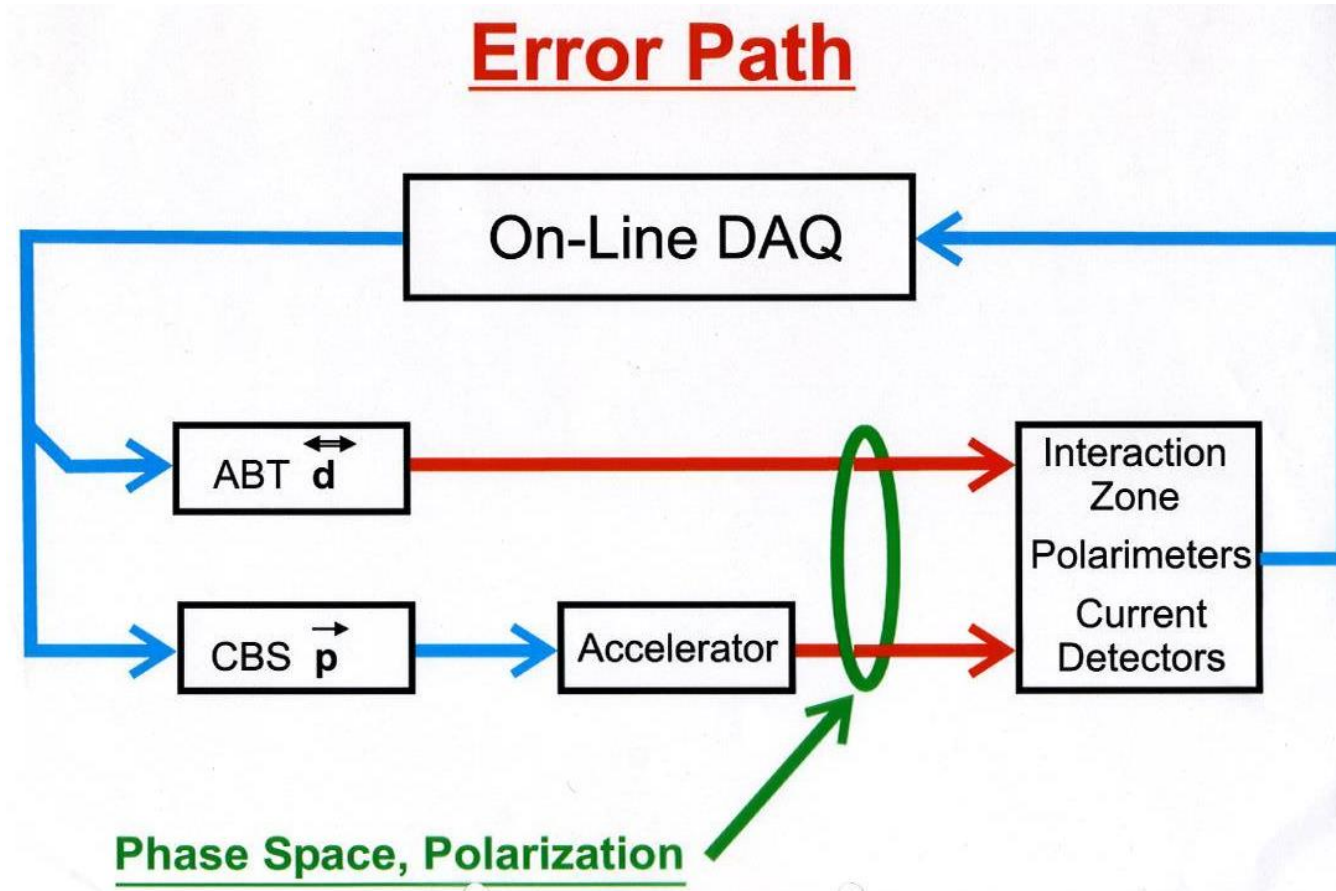 Error Path
On-Line DAQ
ABT d
Interaction
Zone
Polarimeters
Current
Detectors
CBS p
Accelerator
Phase Space, Polarization